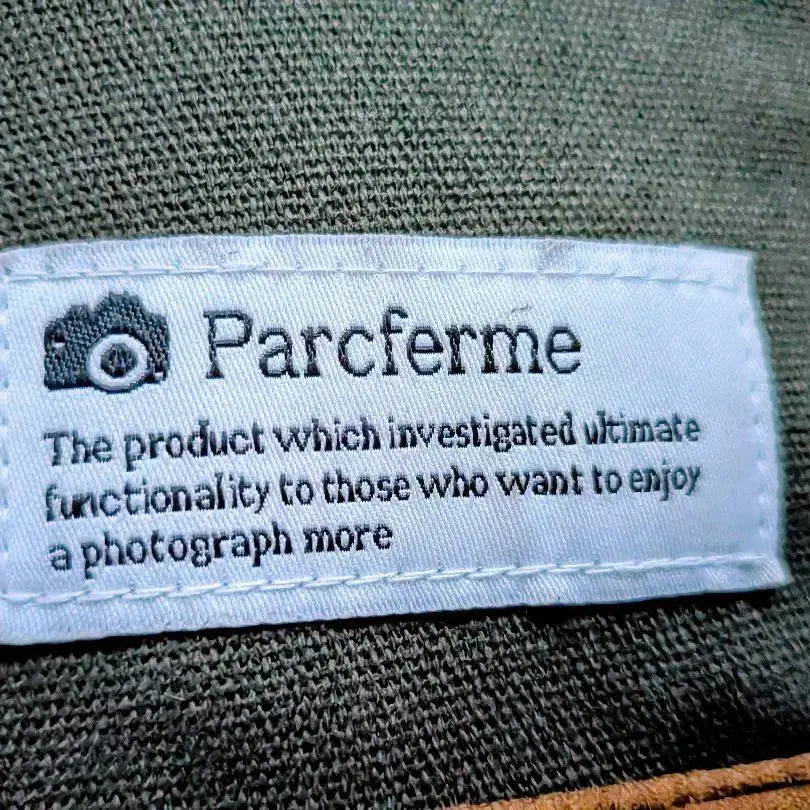 Parcferme
The product which investigated ultimate
functionality to those who want to enjoy
a photograph more